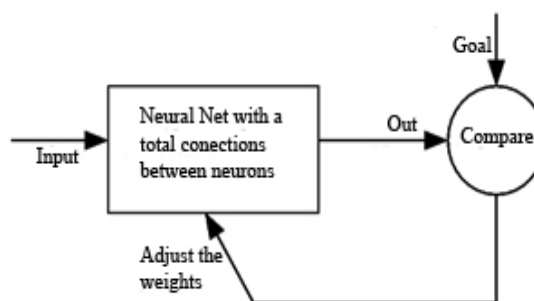 Goal
Neural Net with a
total conections
between neurons
Input
Out
Compare
Adjust the
weights